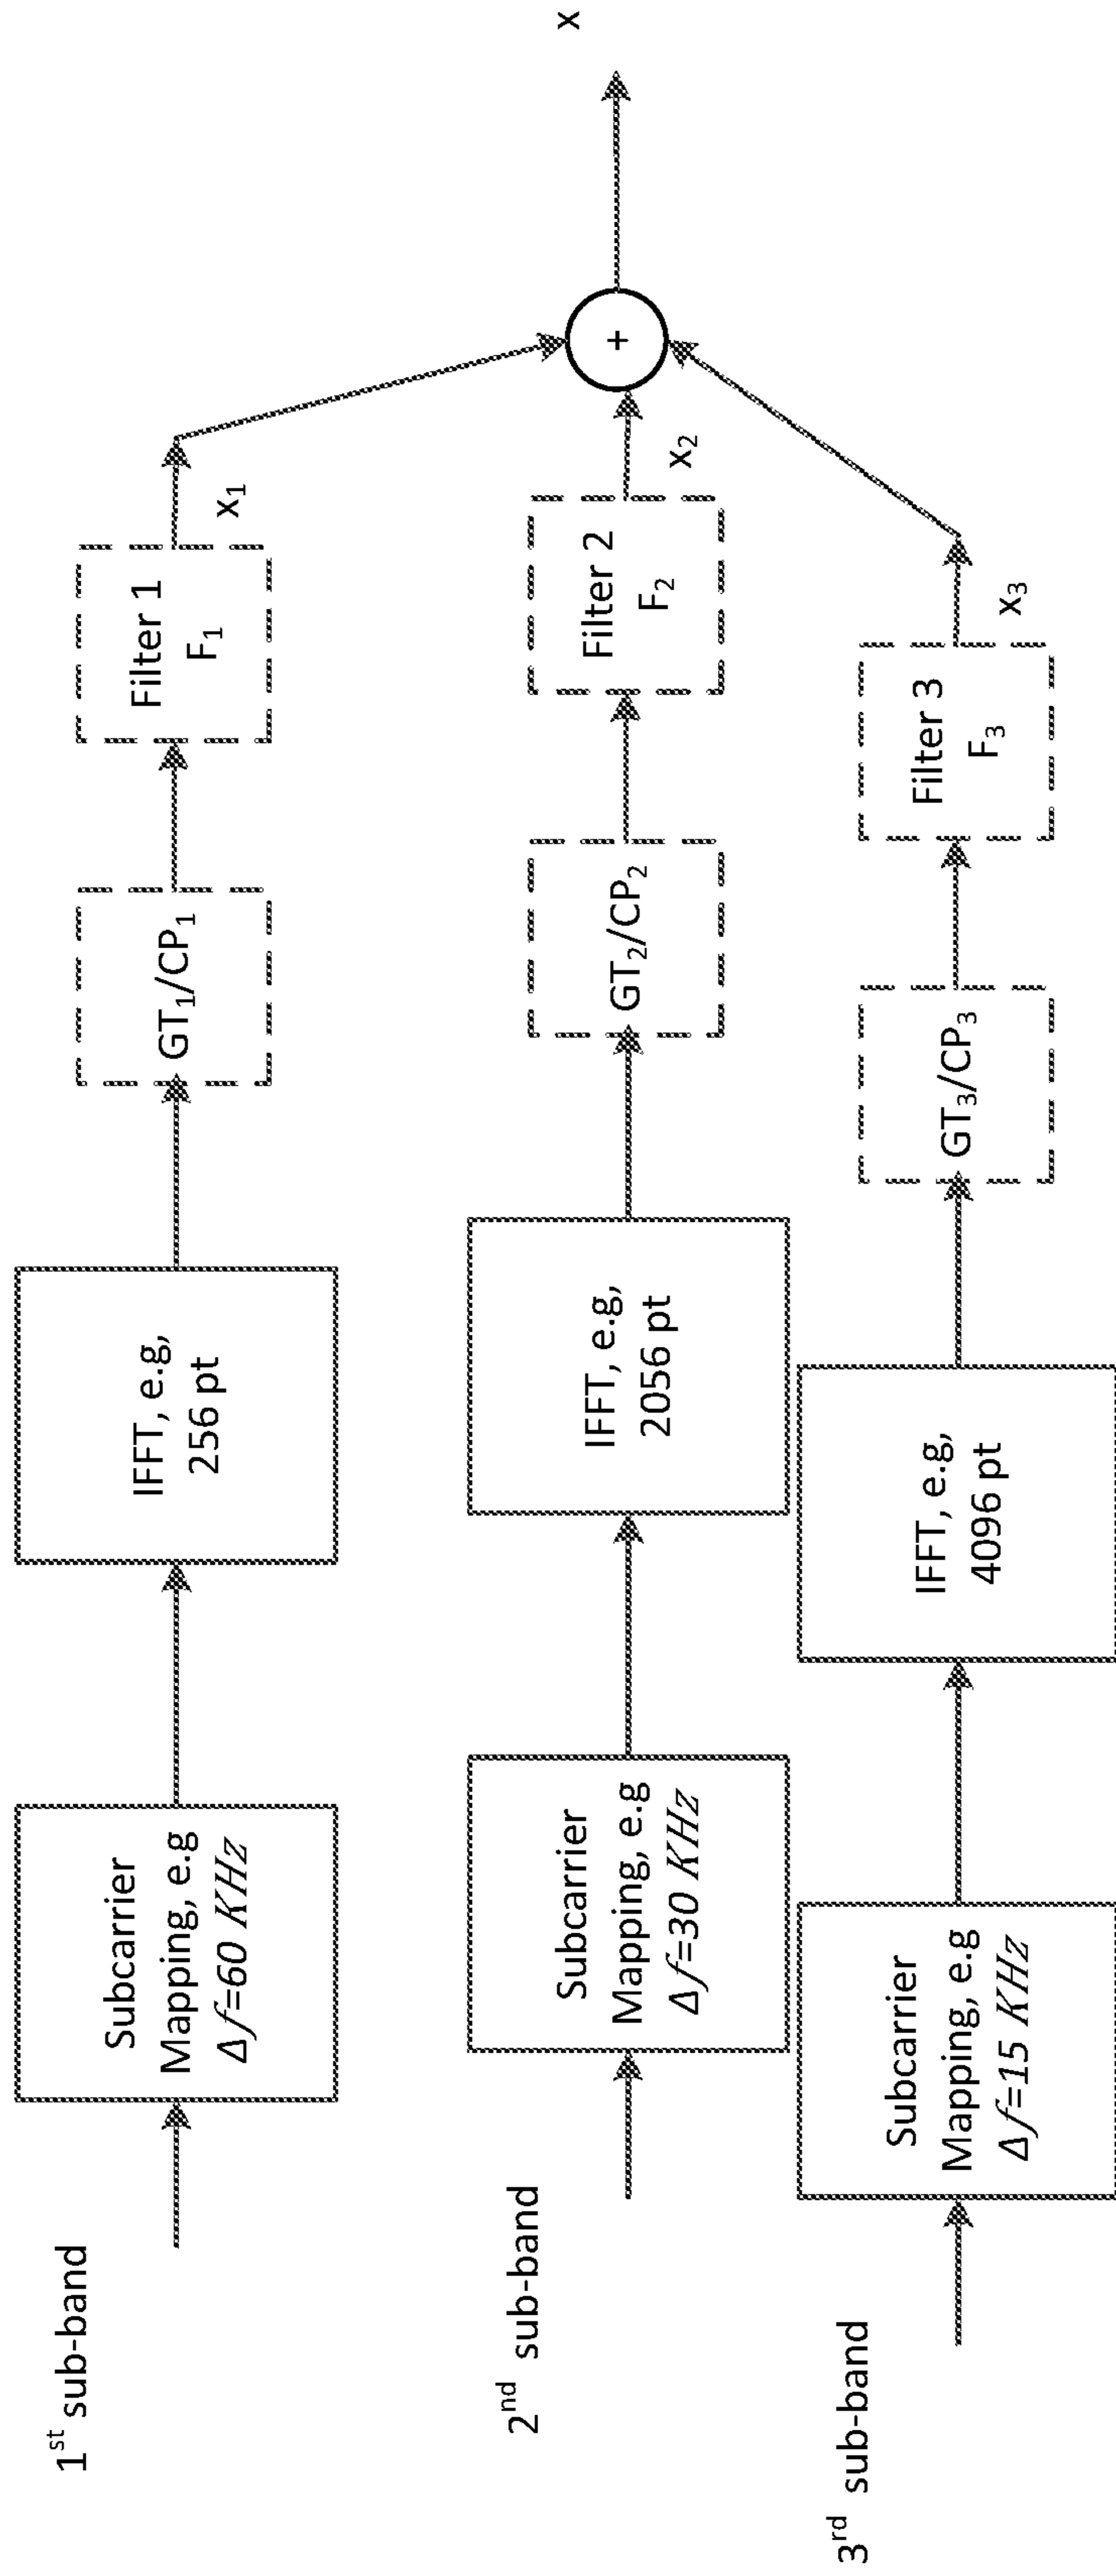 1st sub-band
Subcarrier
Mapping, e.g
Δf=60 KHz
IFFT, e.g,
256 pt
GT1/CP1
Filter 1
F1
x1
2nd sub-band
Subcarrier
Mapping, e.g
Δf=30 KHz
IFFT, e.g,
2056 pt
GT2/CP2
Filter 2
F2
x2
+
x
3rd sub-band
Subcarrier
Mapping, e.g
Δf=15 KHz
IFFT, e.g,
4096 pt
GT3/CP3
Filter 3
F3
x3